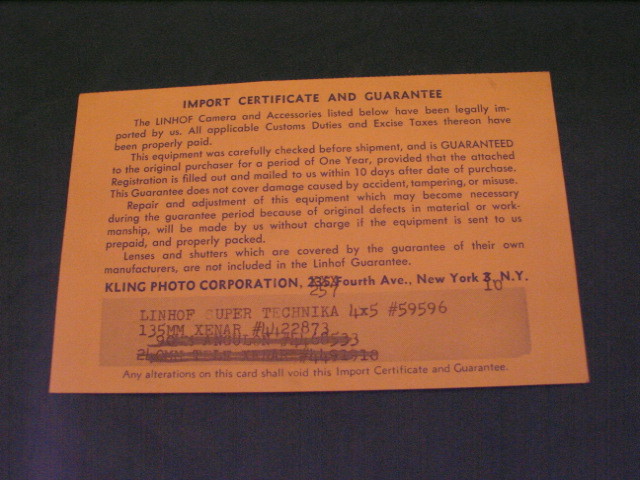 IMPORT CERTIFICATE AND GUARANTEE
The LINHOF Camera and Accessories listed below have been legally im-
ported by us. All applicable Customs Duties and Excise Taxes thereon have
been properly paid.
This equipment was carefully checked before shipment, and is GUARANTEED
to the original purchaser for a period of One Year, provided that the attached
Registration is filled out and mailed to us within 10 days after date of purchase.
This Guarantee does not cover damage caused by accident, tampering, or misuse.
Repair and adjustment of this equipment which may become necessary
during the guarantee period because of original defects in material or work-
manship, will be made by us without charge if the equipment is sent to us
prepaid, and properly packed.
Lenses and shutters which are covered by the guarantee of their own
manufacturers, are not included in the Linhof Guarantee.
KLING PHOTO CORPORATION, 235 Fourth Ave., New York 3, N.Y.
257 10
LINHOF SUPER TECHNIKA 4x5 #59596
135MM XENAR #4422873
ANGULON
TELE XENAR
Any alterations on this card shall void this Import Certificate and Guarantee.